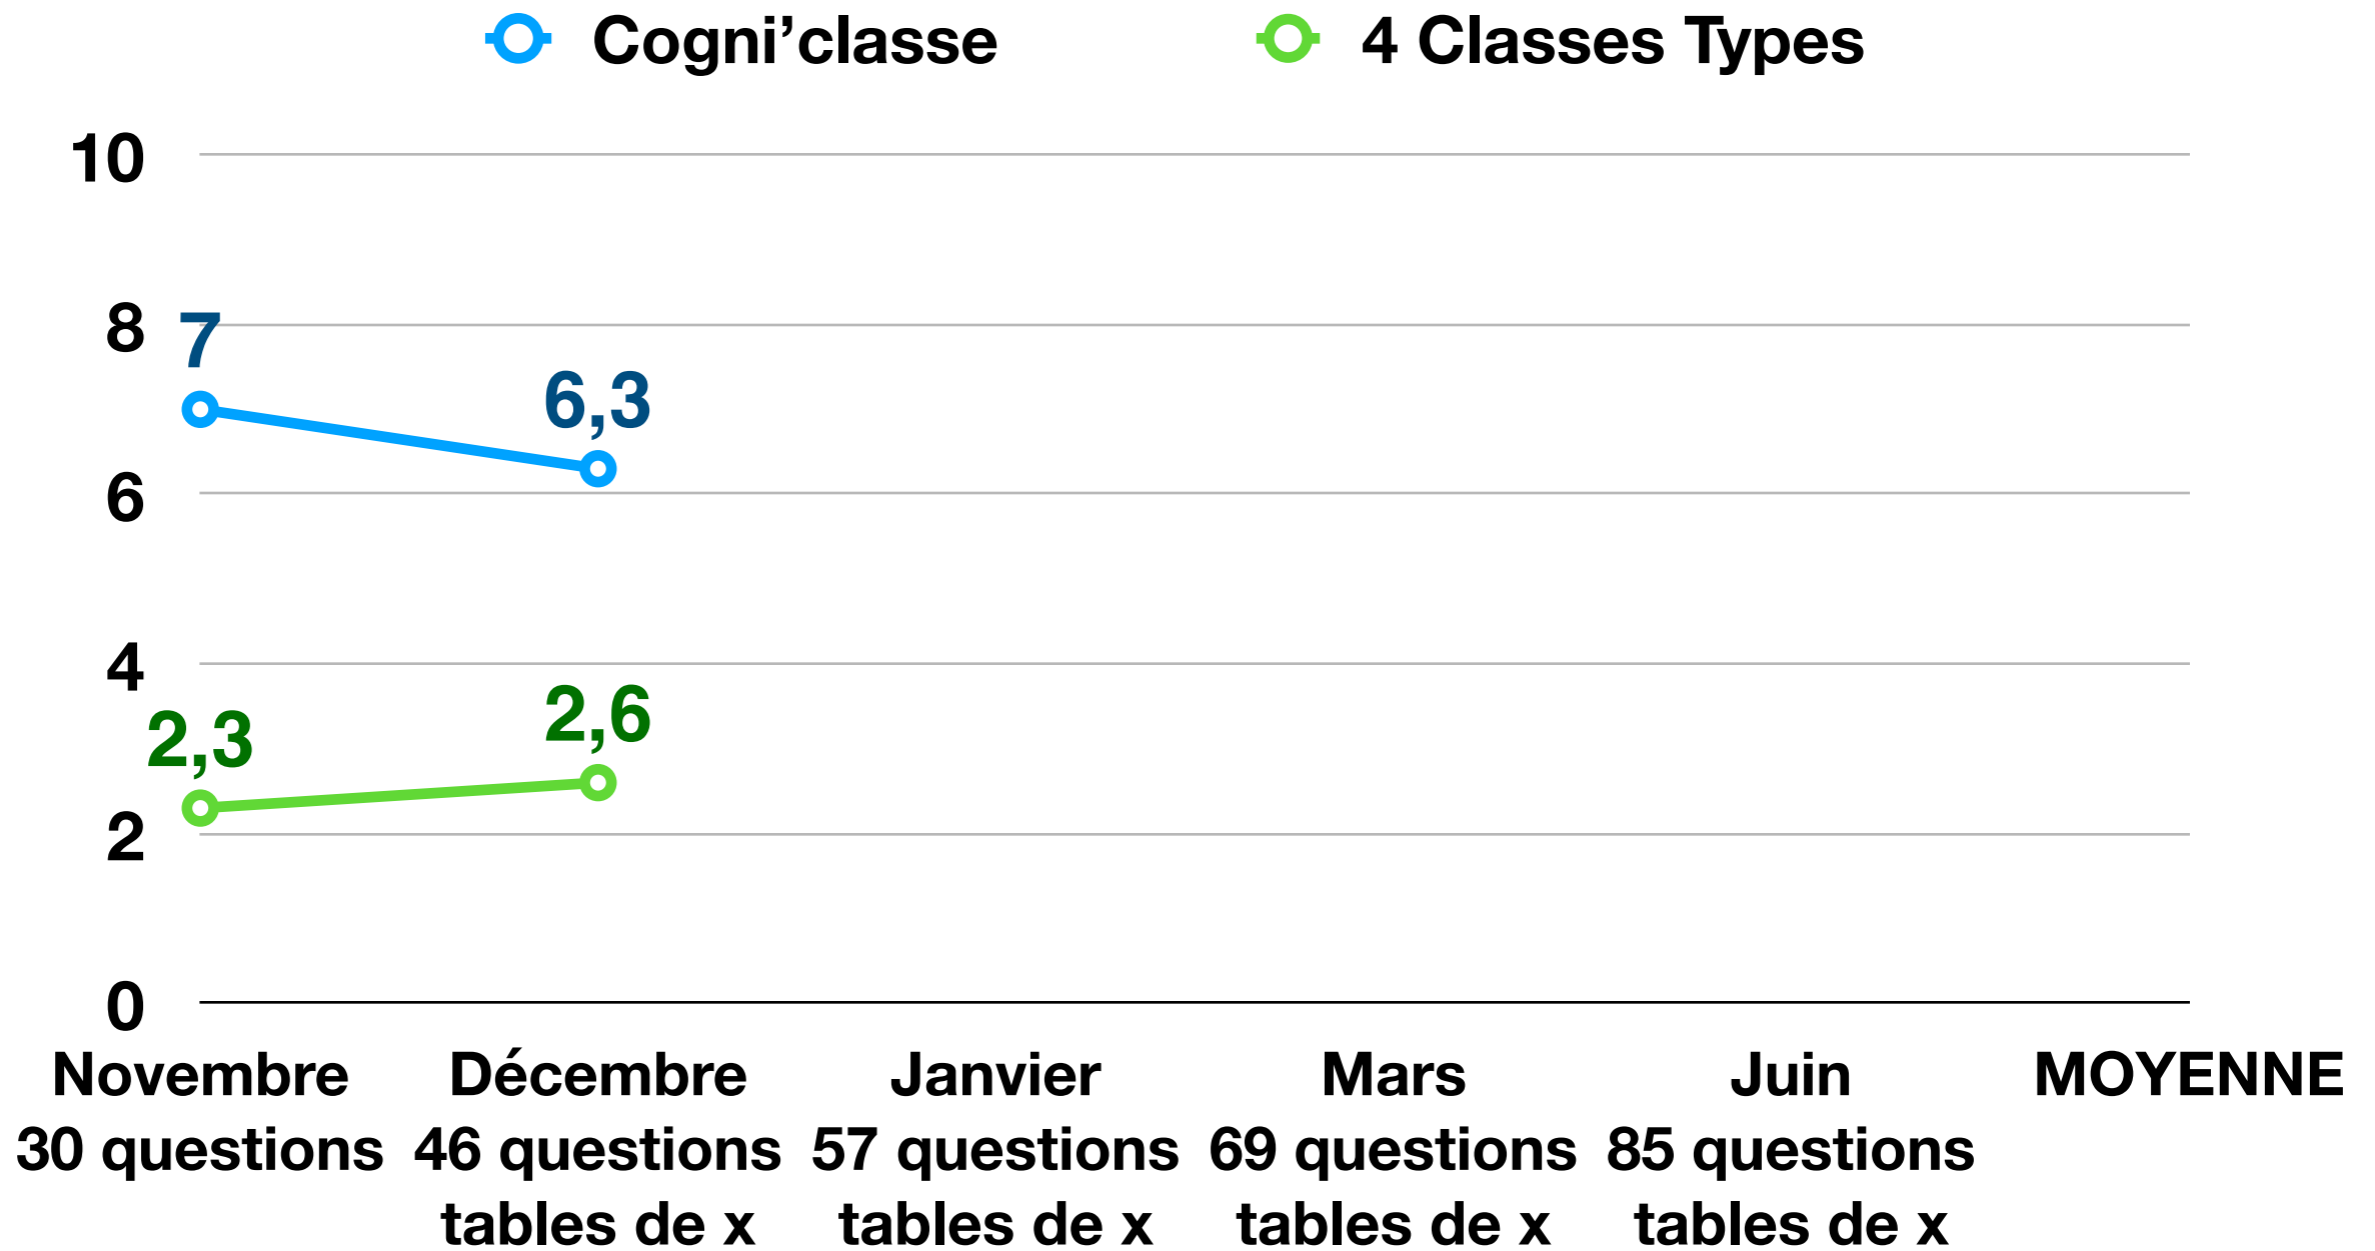 Cogni’classe
4 Classes Types
10
8
7
6,3
6
4
2,3
2,6
2
0
Novembre Décembre Janvier Mars Juin MOYENNE
30 questions 46 questions 57 questions 69 questions 85 questions
tables de x tables de x tables de x tables de x